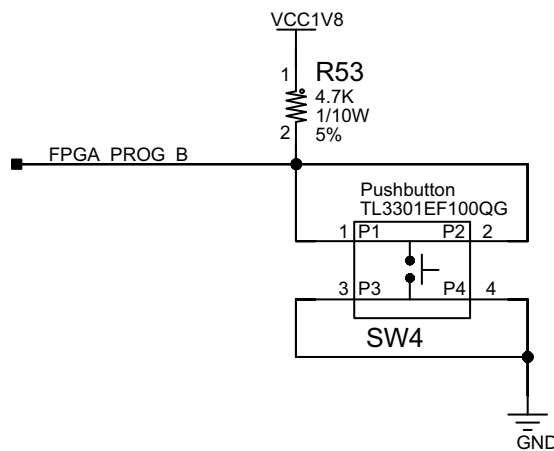 VCC1V8
1 R53
4.7K
1/10W
2 5%
FPGA_PROG_B
Pushbutton
TL3301EF100QG
1 P1 P2 2
3 P3 P4 4
SW4
GND